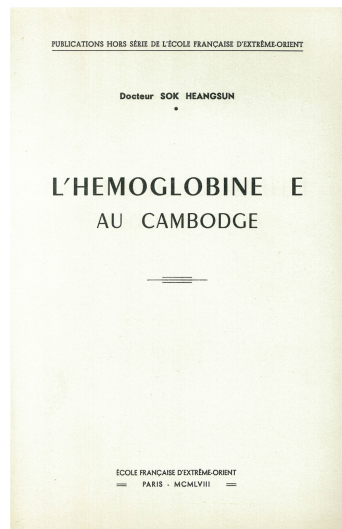 PUBLICATIONS HORS SÉRIE DE L'ÉCOLE FRANÇAISE D'EXTRÊME-ORIENT
Docteur SOK HEANGSUN
L'HEMOGLOBINE E
AU CAMBODGE
ÉCOLE FRANÇAISE D'EXTRÊME-ORIENT
PARIS - MCMLVIII